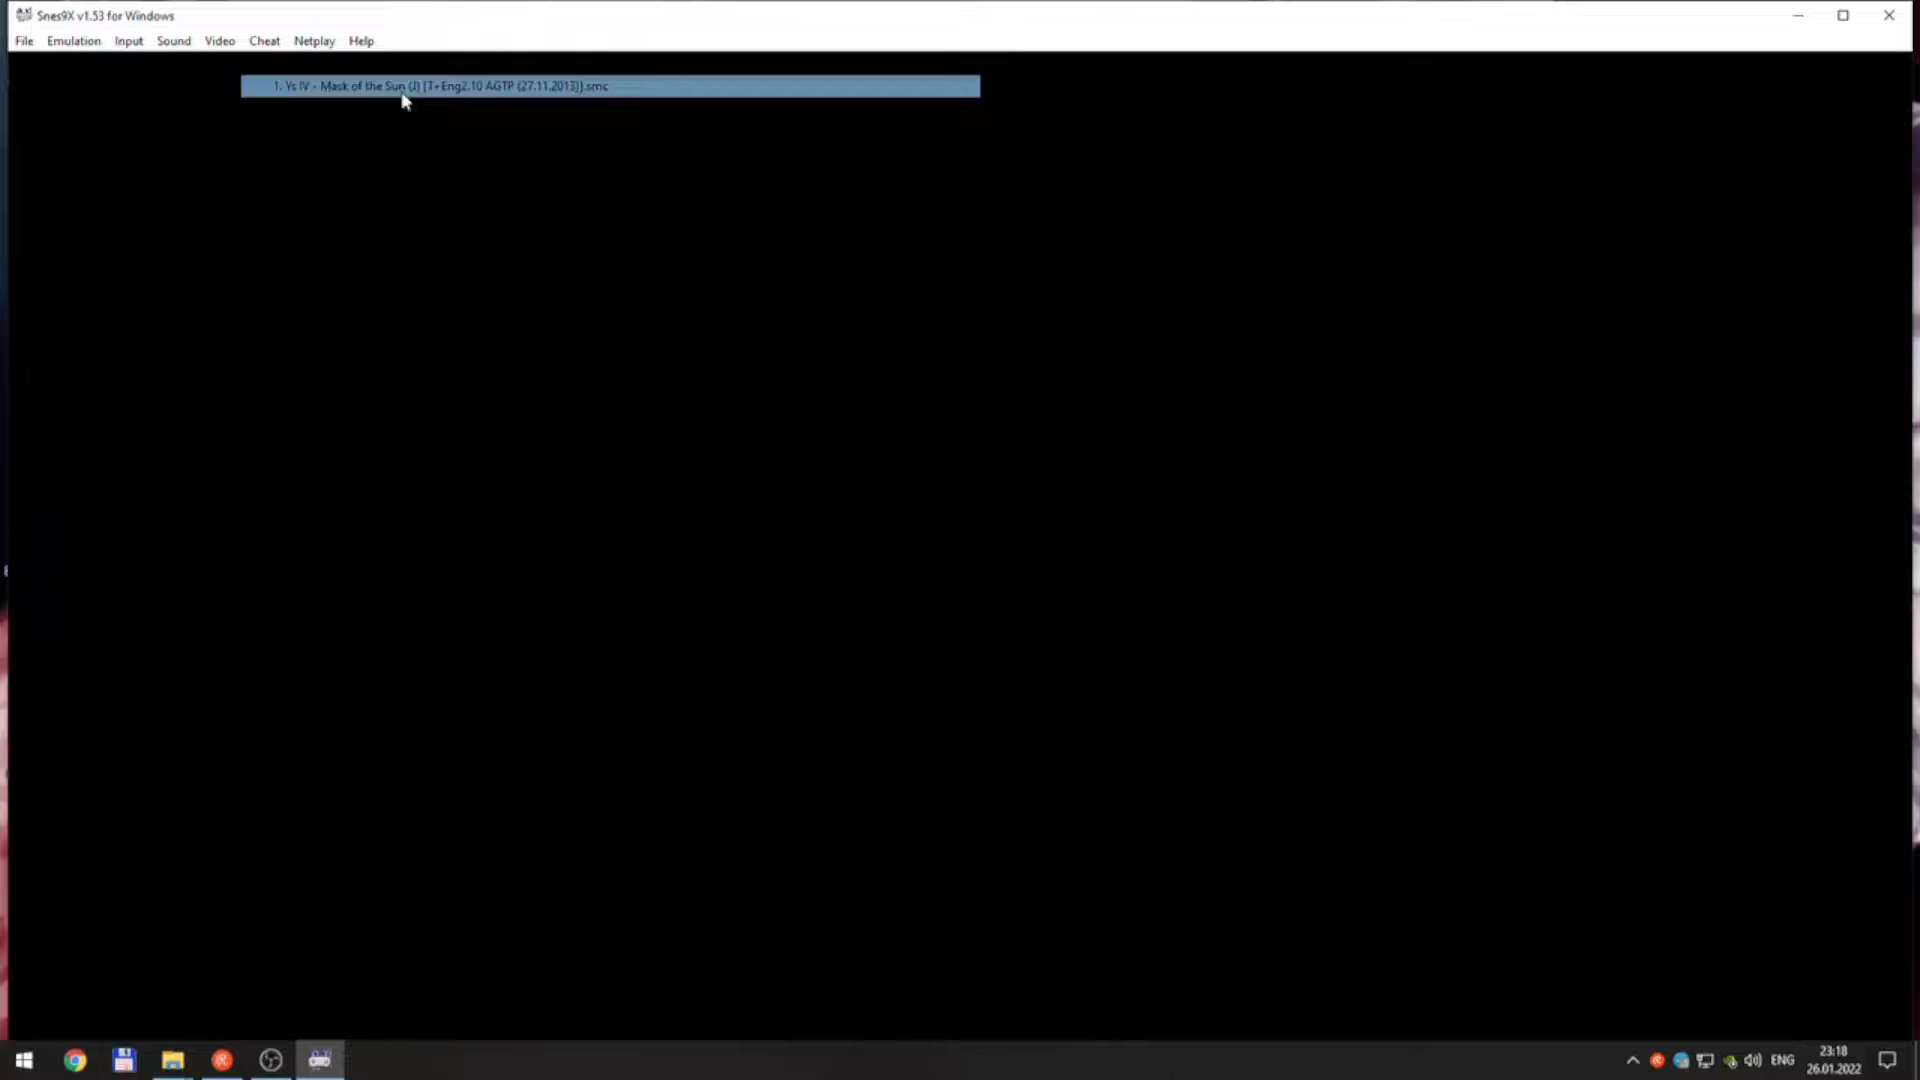 Snes9X v1.53 for Windows
File Emulation Input Sound Video Cheat Netplay Help
1. Ys IV - Mask of the Sun (J) [T+Eng2.10 AGTP (27.11.2013)].smc
ENG
23:18
26.01.2022